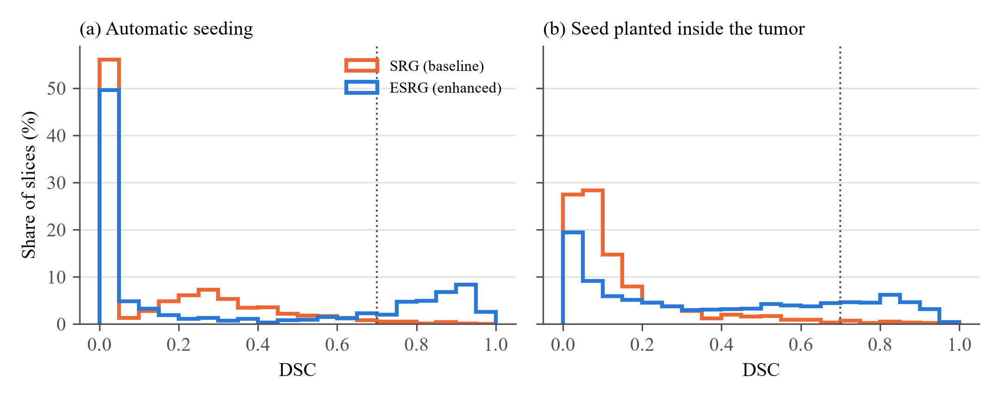 (a) Automatic seeding
SRG (baseline)
ESRG (enhanced)
Share of slices (%)
50
40
30
20
10
0
0.0 0.2 0.4 0.6 0.8 1.0
DSC
(b) Seed planted inside the tumor
0.0 0.2 0.4 0.6 0.8 1.0
DSC